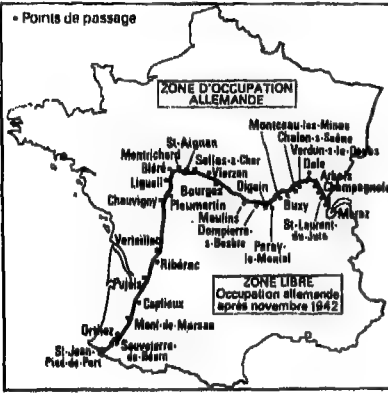 • Points de passage
ZONE D'OCCUPATION
ALLEMANDE
Montceau-les-Mines
Chalon-s-Saône
Verdun-s-le-Doubs
Dole
Arbois
Champagnole
St-Aignan
Montrichard
Selles-s-Cher
Bléré
Vierzon
Ligueil
Bourges
Digoin
Buxy
Chauvigny
Pleumartin
Moulins
Dompierre-
s-Besbre
St-Laurent-
du-Jura
Paray-
le-Monial
Verteillac
Ribérac
ZONE LIBRE
Occupation allemande
après novembre 1942
Pujols
Captieux
Orthez
Mont-de-Marsan
St-Jean-
Pied-de-Port
Sauveterre-
de-Béarn